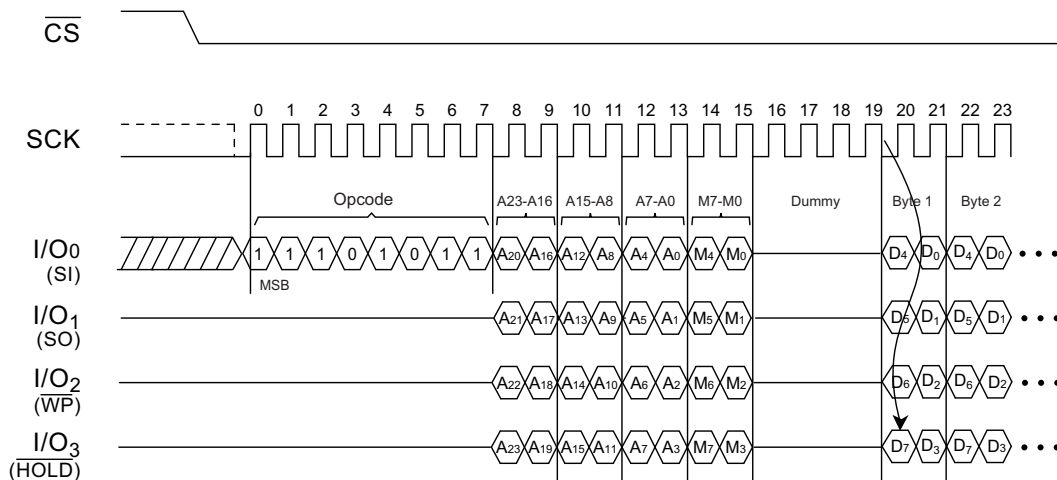 CS
SCK
0 1 2 3 4 5 6 7 8 9 10 11 12 13 14 15 16 17 18 19 20 21 22 23
Opcode A23-A16 A15-A8 A7-A0 M7-M0 Dummy Byte 1 Byte 2
I/O0 1 1 1 0 1 0 1 1 A20 A16 A12 A8 A4 A0 M4 M0 D4 D0 D4 D0 • • •
(SI)
MSB
I/O1 A21 A17 A13 A9 A5 A1 M5 M1 D5 D1 D5 D1 • • •
(SO)
I/O2 A22 A18 A14 A10 A6 A2 M6 M2 D6 D2 D6 D2 • • •
(WP)
I/O3 A23 A19 A15 A11 A7 A3 M7 M3 D7 D3 D7 D3 • • •
(HOLD)